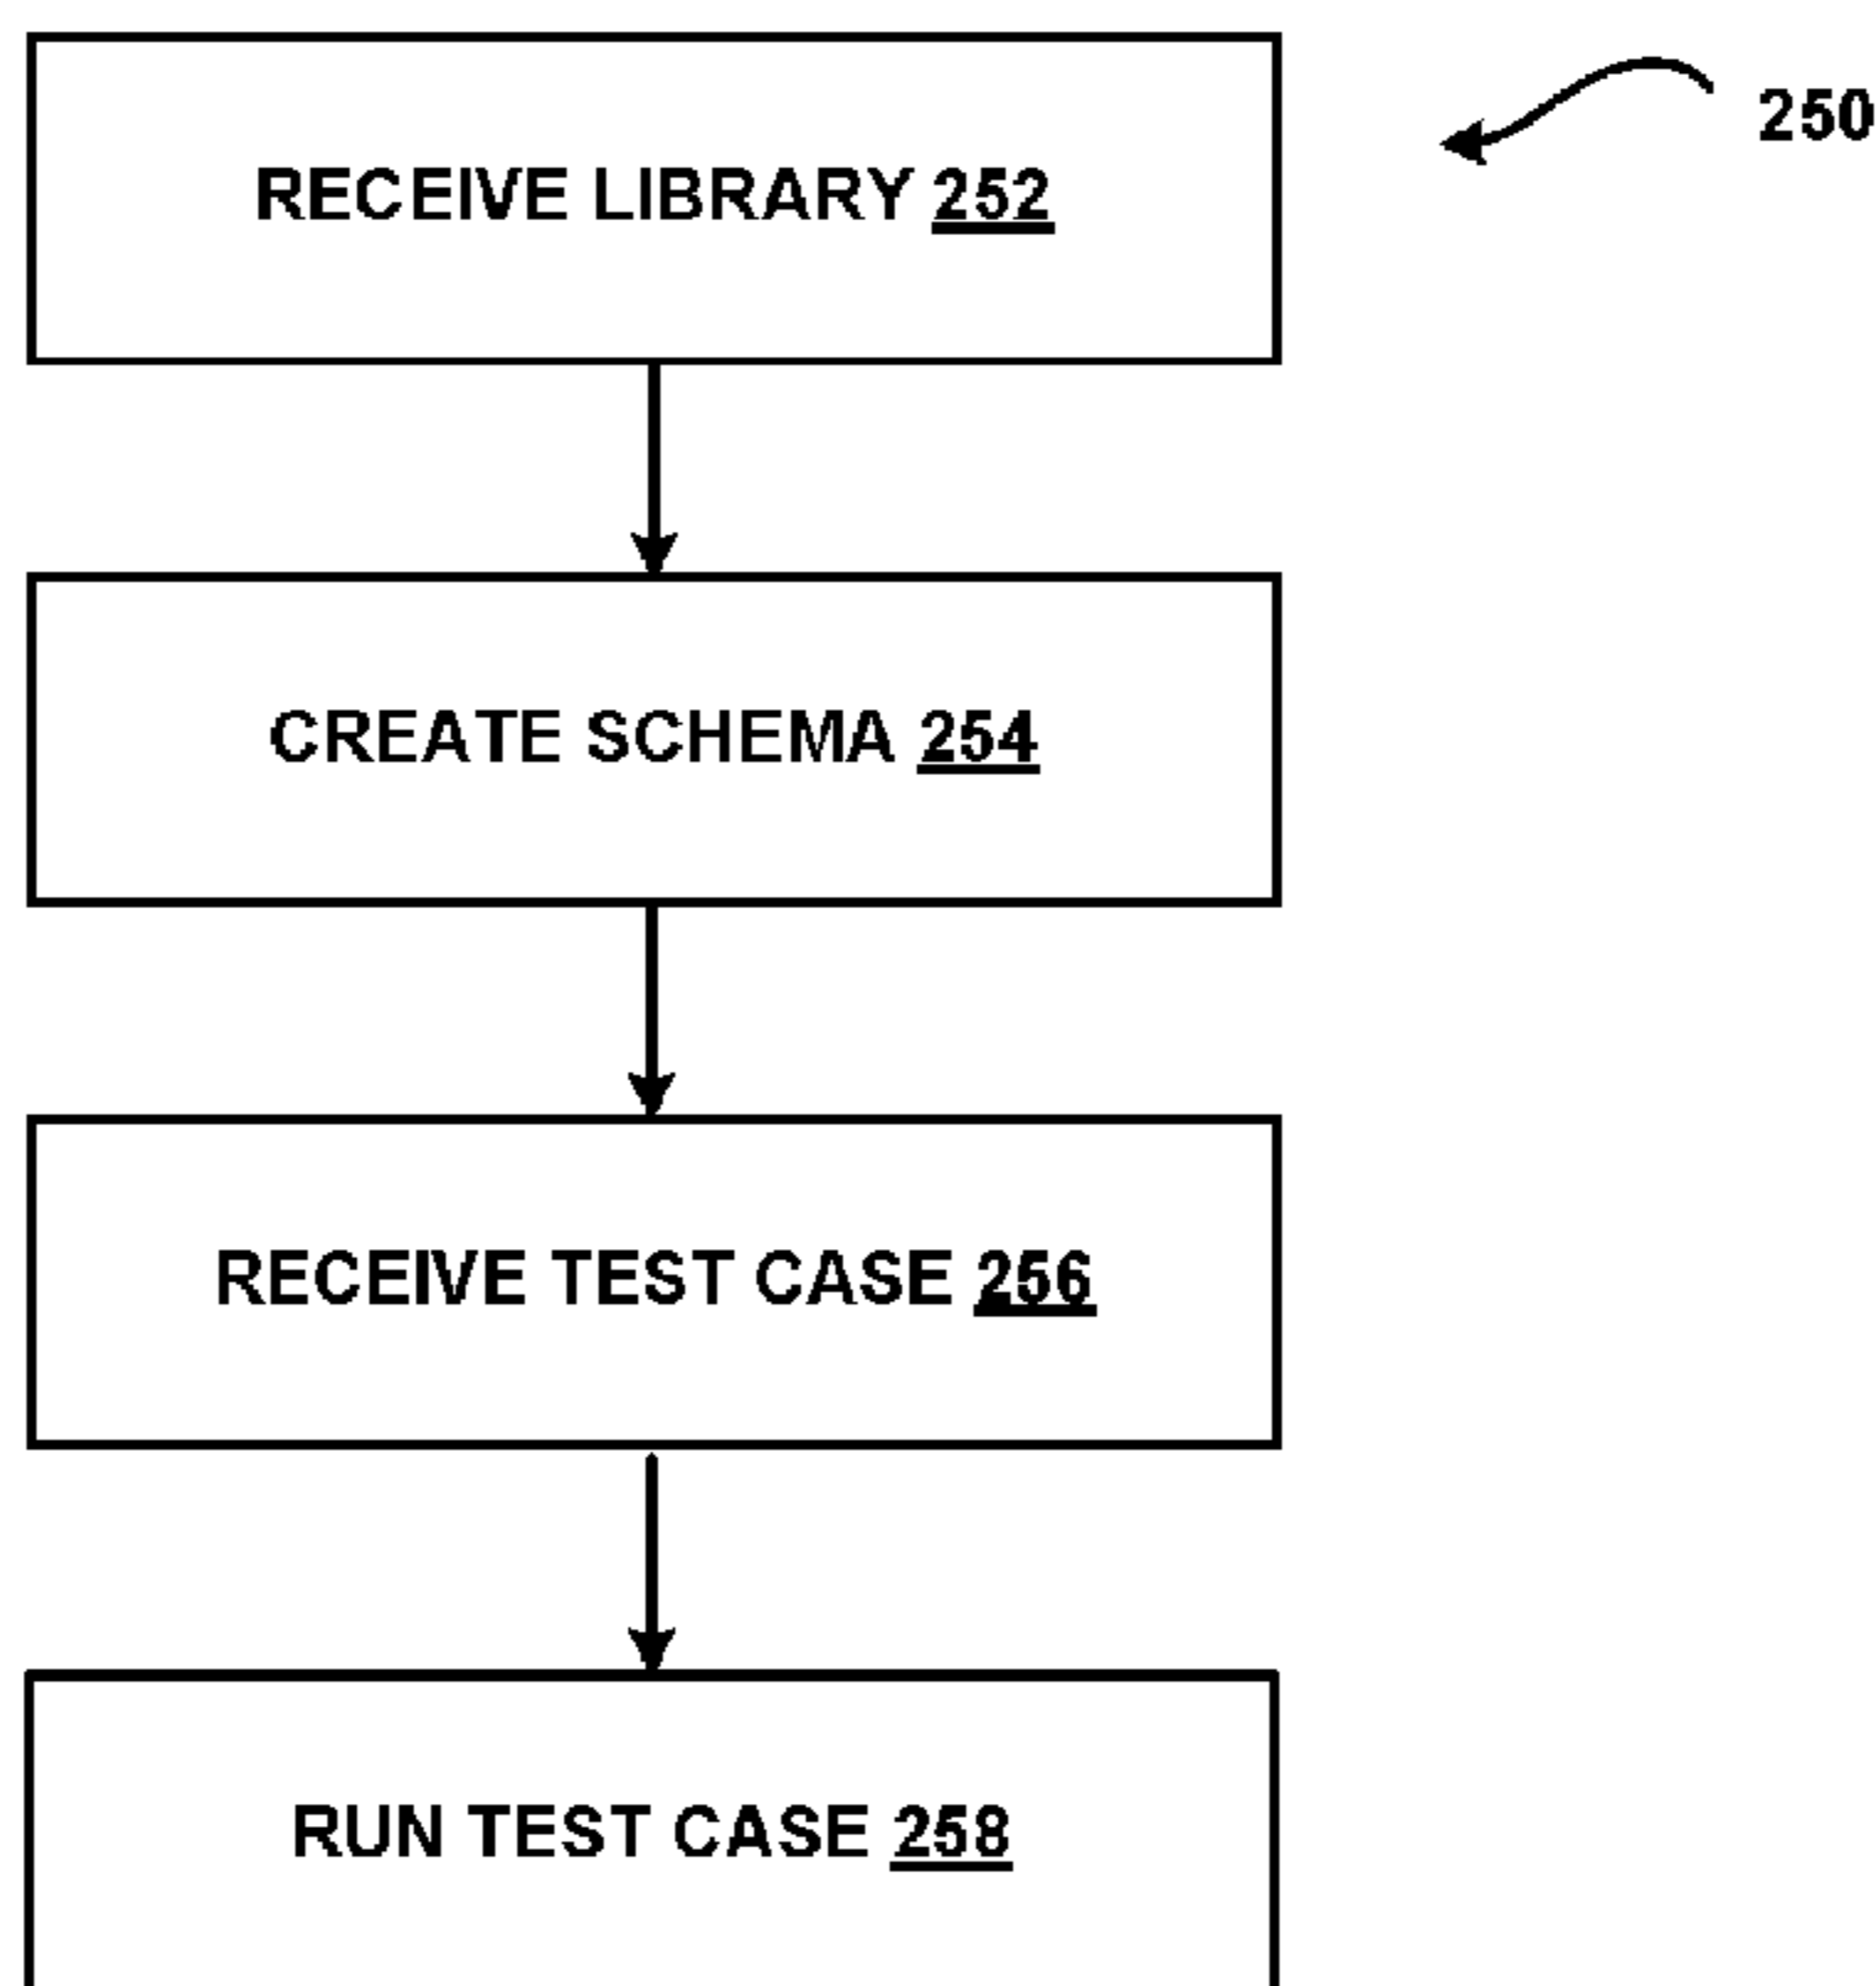 RECEIVE LIBRARY 252
250
CREATE SCHEMA 254
RECEIVE TEST CASE 256
RUN TEST CASE 258